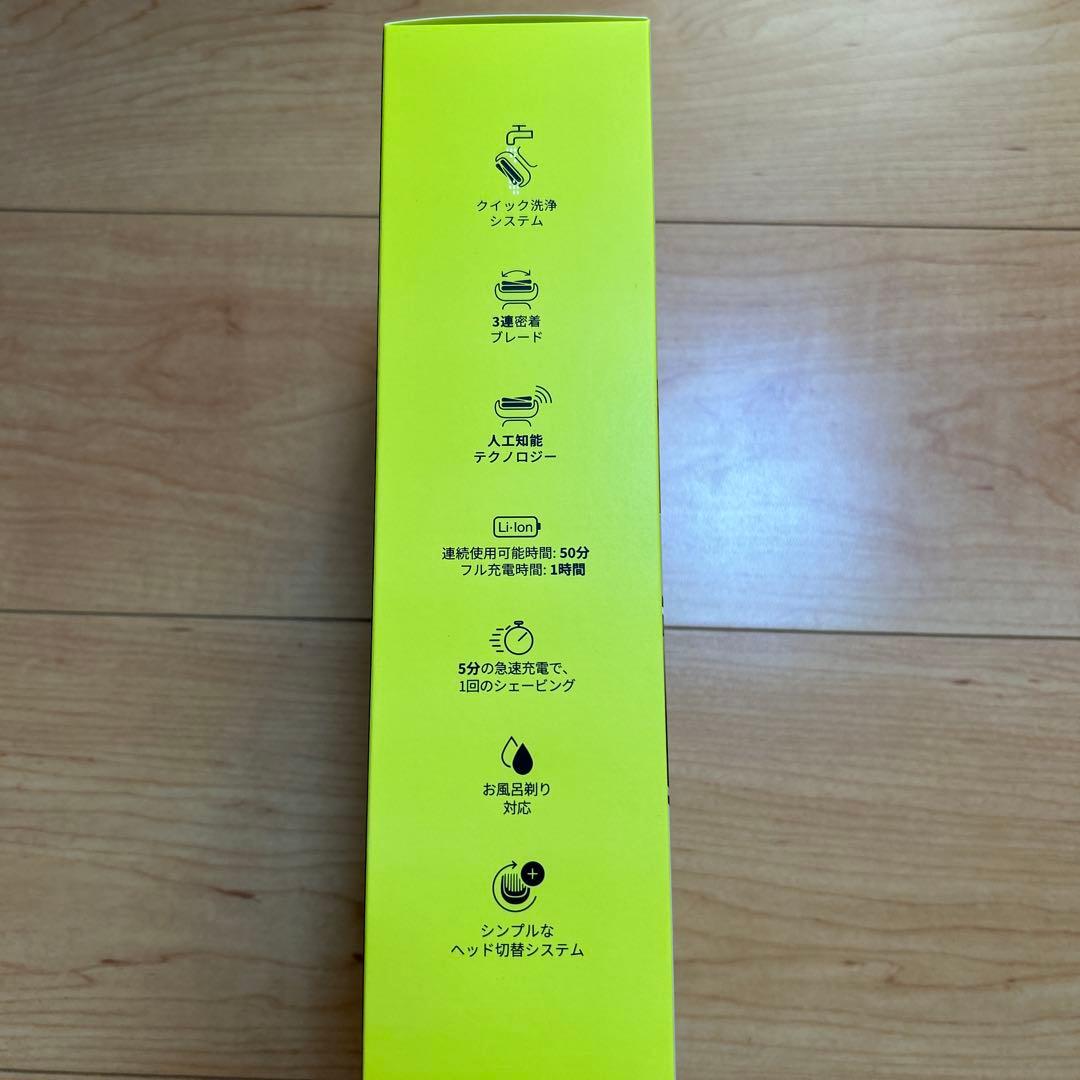 クイック洗浄
システム
3連密着
ブレード
人工知能
テクノロジー
Li-Ion
連続使用可能時間: 50分
フル充電時間: 1時間
5分の急速充電で、
1回のシェービング
お風呂剃り
対応
シンプルな
ヘッド切替システム